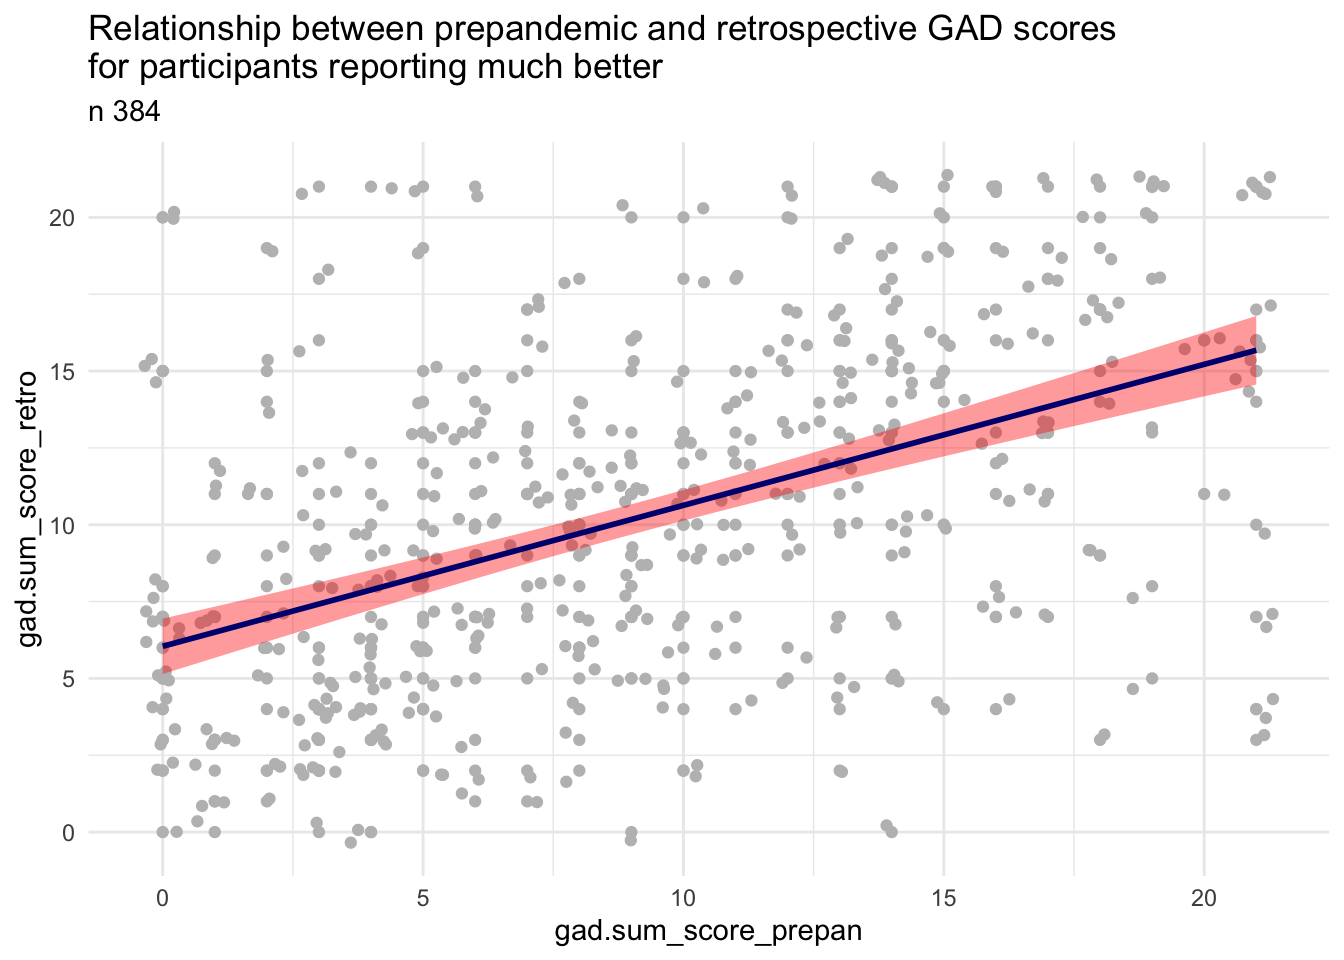 Relationship between prepandemic and retrospective GAD scores
for participants reporting much better
n 384
gad.sum_score_retro
20
15
10
5
0
0
5
10
15
20
gad.sum_score_prepan